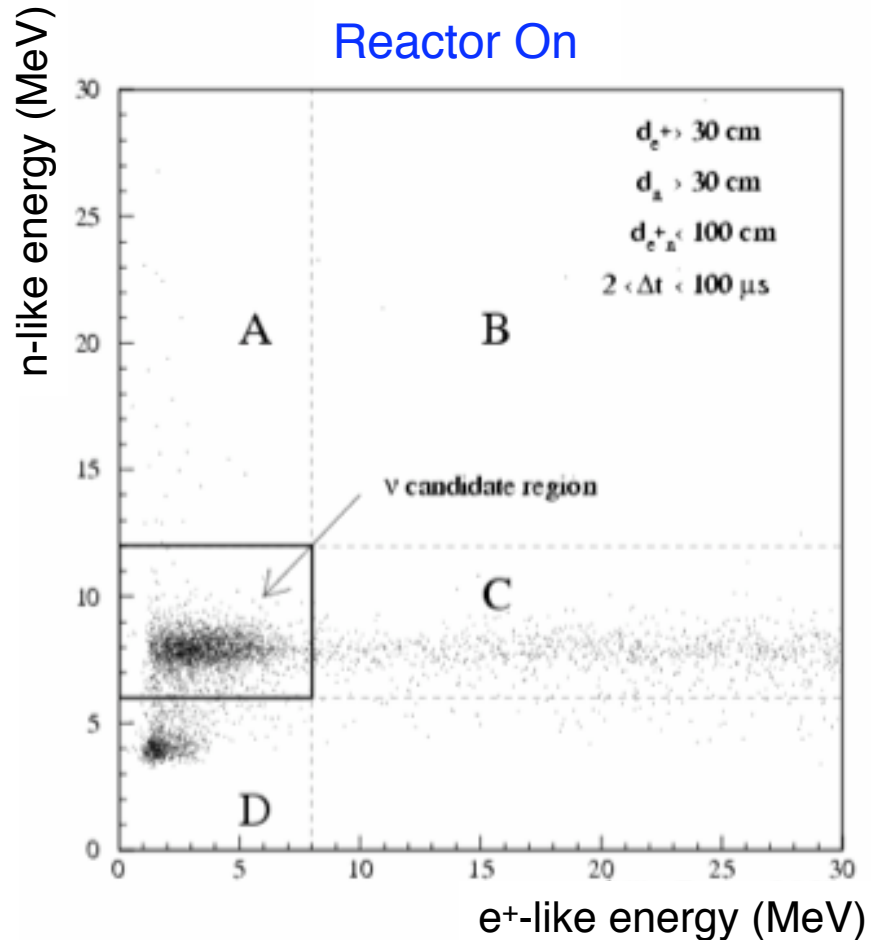 Reactor On
n-like energy (MeV)
30
25
20
15
10
5
0
d_e+ > 30 cm
d_n > 30 cm
d_e+n < 100 cm
2 < Δt < 100 μs
A
B
ν candidate region
C
D
0 5 10 15 20 25 30
e⁺-like energy (MeV)